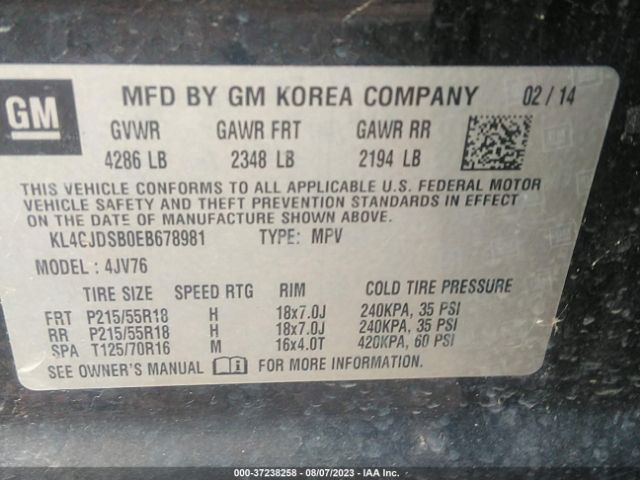 GM
MFD BY GM KOREA COMPANY 02/14
GVWR GAWR FRT GAWR RR
4286 LB 2348 LB 2194 LB
THIS VEHICLE CONFORMS TO ALL APPLICABLE U.S. FEDERAL MOTOR
VEHICLE SAFETY AND THEFT PREVENTION STANDARDS IN EFFECT ON THE
DATE OF MANUFACTURE SHOWN ABOVE.
KL4CJDSB0EB678981 TYPE: MPV
MODEL: 4JV76
TIRE SIZE SPEED RTG RIM COLD TIRE PRESSURE
FRT P215/55R18 H 18x7.0J 240KPA, 35 PSI
RR P215/55R18 H 18x7.0J 240KPA, 35 PSI
SPA T125/70R16 M 16x4.0T 420KPA, 60 PSI
SEE OWNER'S MANUAL FOR MORE INFORMATION.
000-37238258 - 08/07/2023 - IAA Inc.